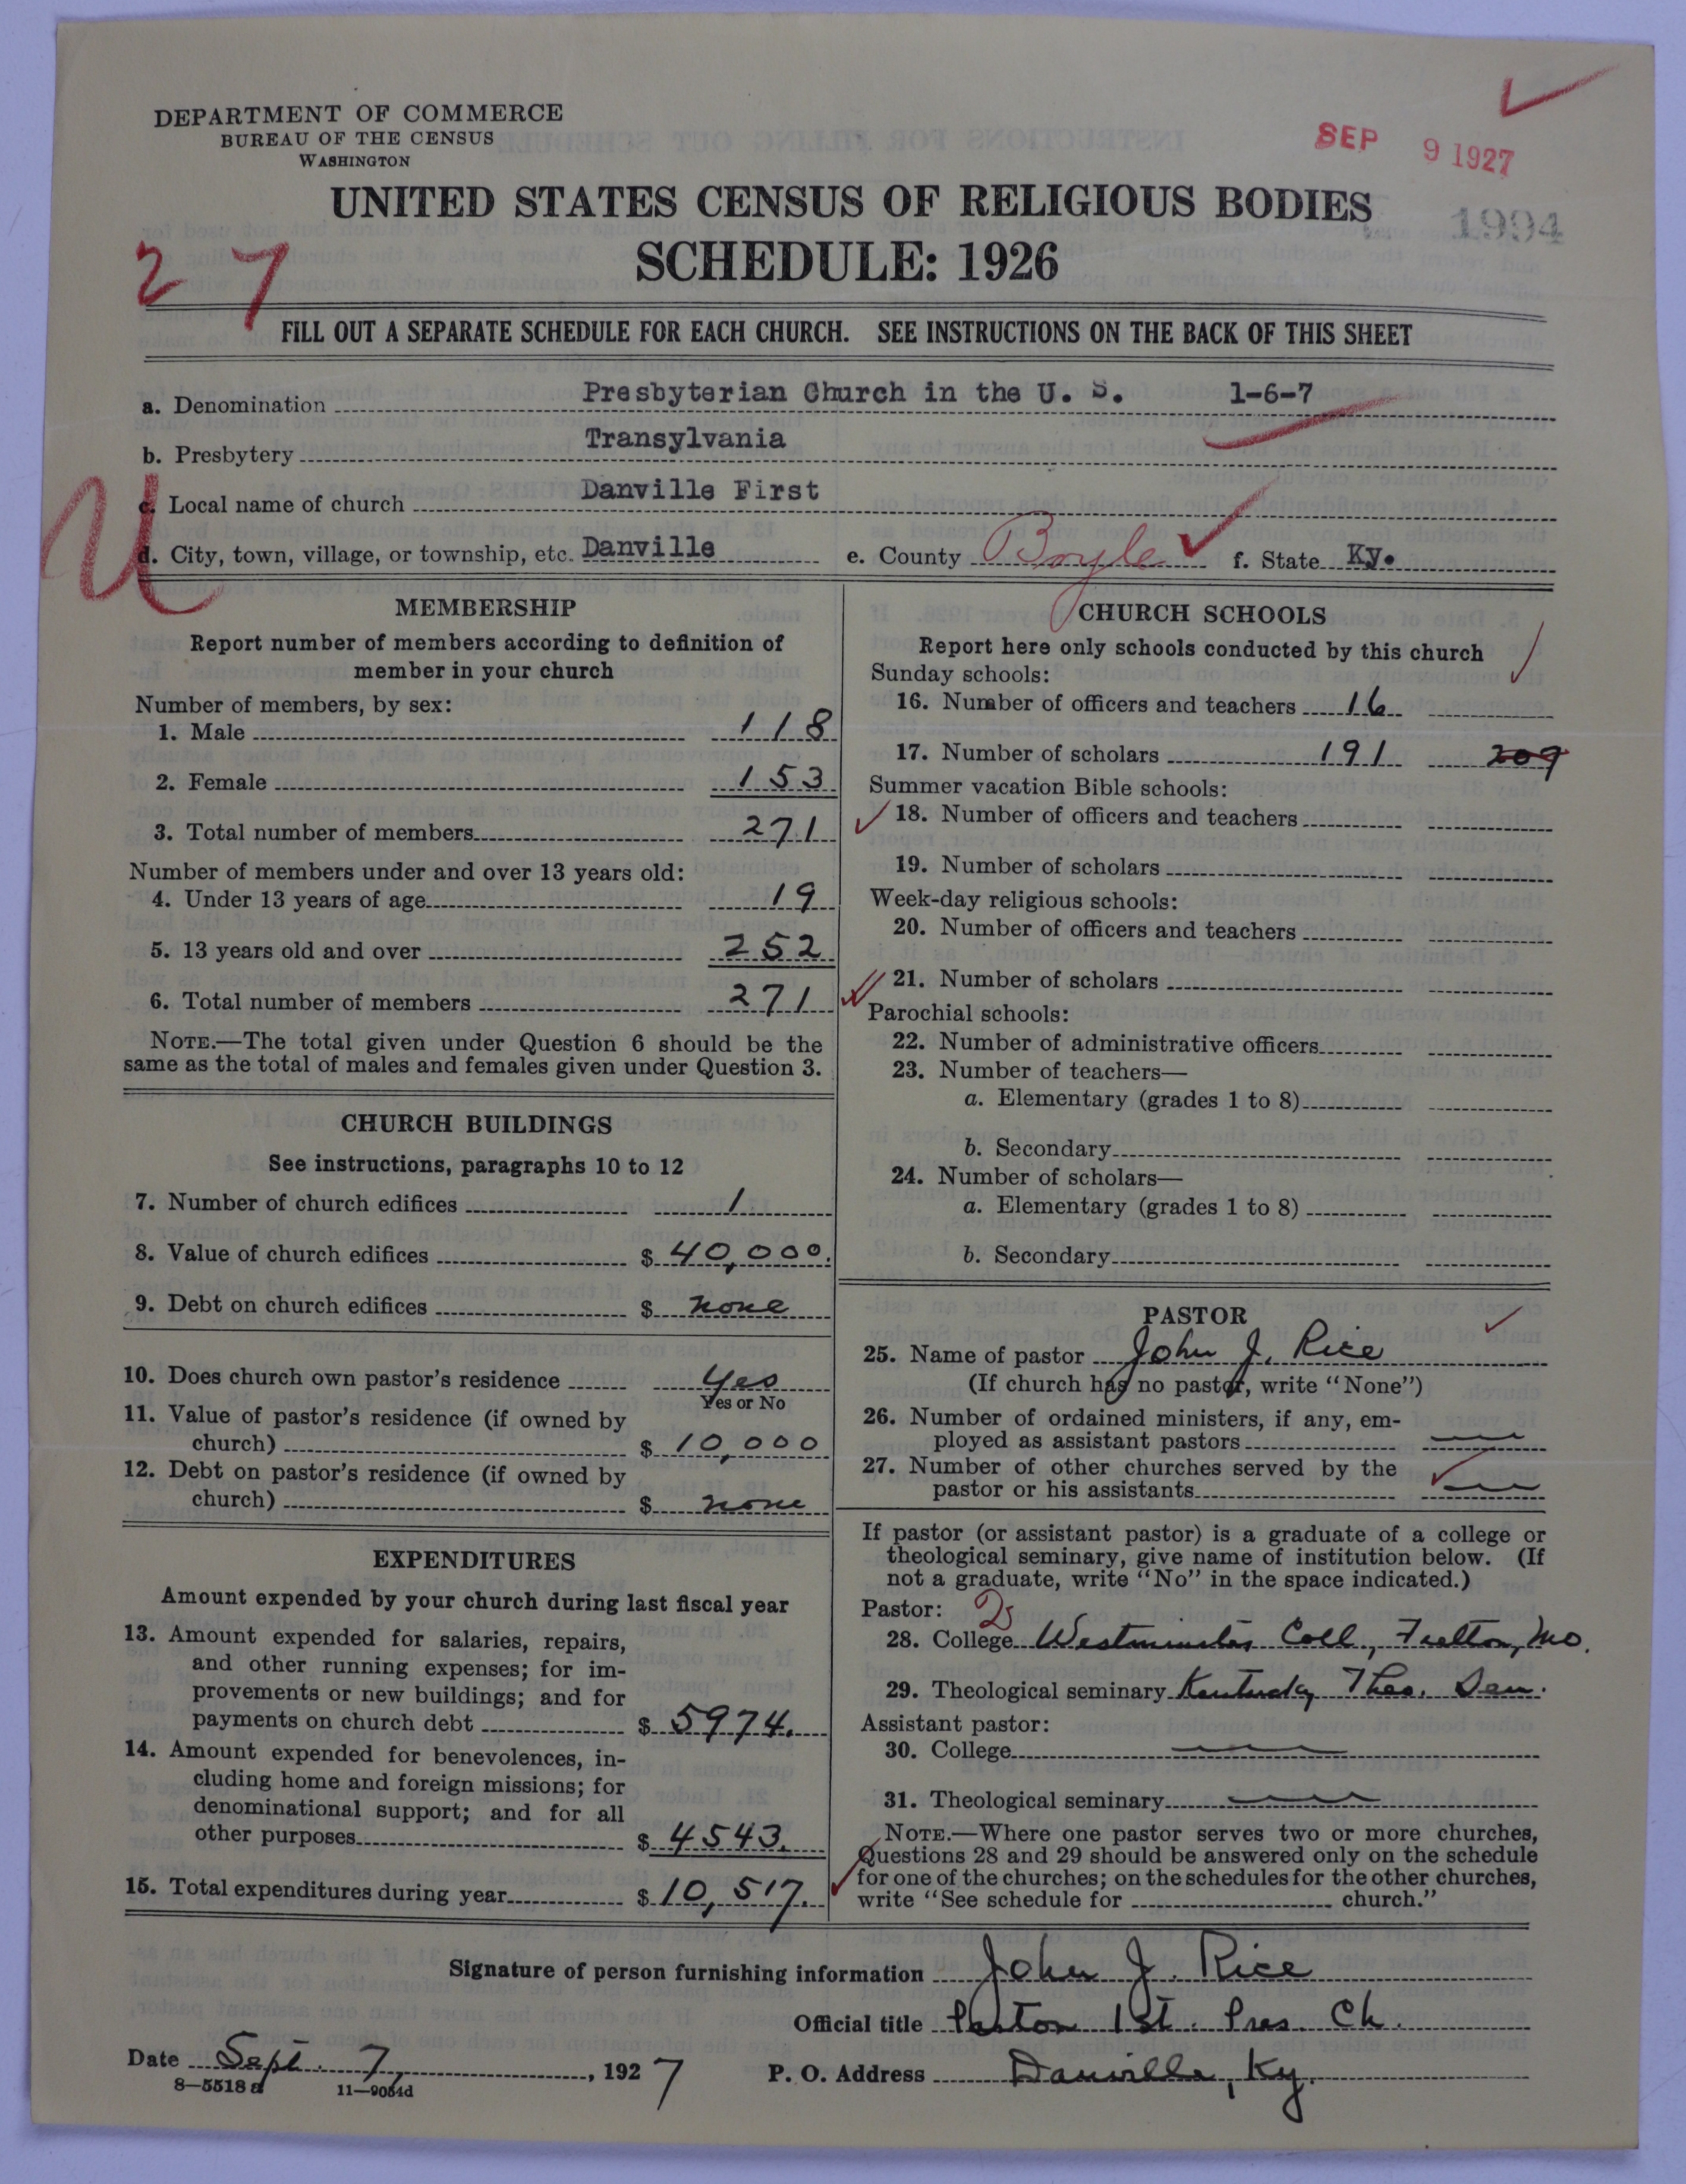 DEPARTMENT OF COMMERCE
BUREAU OF THE CENSUS
WASHINGTON
SEP 9 1927
UNITED STATES CENSUS OF RELIGIOUS BODIES
1994
SCHEDULE: 1926
27
FILL OUT A SEPARATE SCHEDULE FOR EACH CHURCH. SEE INSTRUCTIONS ON THE BACK OF THIS SHEET
a. Denomination Presbyterian Church in the U. S. 1-6-7
b. Presbytery Transylvania
c. Local name of church Danville First
d. City, town, village, or township, etc. Danville e. County Boyle f. State Ky.
MEMBERSHIP
Report number of members according to definition of
member in your church
Number of members, by sex:
1. Male 118
2. Female 153
3. Total number of members 271
Number of members under and over 13 years old:
4. Under 13 years of age 19
5. 13 years old and over 252
6. Total number of members 271
NOTE.—The total given under Question 6 should be the
same as the total of males and females given under Question 3.
CHURCH BUILDINGS
See instructions, paragraphs 10 to 12
7. Number of church edifices 1
8. Value of church edifices $ 40,000.
9. Debt on church edifices $ none
10. Does church own pastor's residence Yes
Yes or No
11. Value of pastor's residence (if owned by
church) $ 10,000
12. Debt on pastor's residence (if owned by
church) $ none
EXPENDITURES
Amount expended by your church during last fiscal year
13. Amount expended for salaries, repairs,
and other running expenses; for im-
provements or new buildings; and for
payments on church debt $ 5974.
14. Amount expended for benevolences, in-
cluding home and foreign missions; for
denominational support; and for all
other purposes $ 4543.
15. Total expenditures during year $ 10,517.
CHURCH SCHOOLS
Report here only schools conducted by this church
Sunday schools:
16. Number of officers and teachers 16
17. Number of scholars 191 209
Summer vacation Bible schools:
18. Number of officers and teachers
19. Number of scholars
Week-day religious schools:
20. Number of officers and teachers
21. Number of scholars
Parochial schools:
22. Number of administrative officers
23. Number of teachers—
a. Elementary (grades 1 to 8)
b. Secondary
24. Number of scholars—
a. Elementary (grades 1 to 8)
b. Secondary
PASTOR
25. Name of pastor John J. Rice
(If church has no pastor, write "None")
26. Number of ordained ministers, if any, em-
ployed as assistant pastors
27. Number of other churches served by the
pastor or his assistants
If pastor (or assistant pastor) is a graduate of a college or
theological seminary, give name of institution below. (If
not a graduate, write "No" in the space indicated.)
Pastor:
28. College Westminster Coll, Fulton, Mo.
29. Theological seminary Kentucky Theo. Sem.
Assistant pastor:
30. College
31. Theological seminary
NOTE.—Where one pastor serves two or more churches,
Questions 28 and 29 should be answered only on the schedule
for one of the churches; on the schedules for the other churches,
write "See schedule for church."
Signature of person furnishing information John J. Rice
Official title Pastor 1st. Pres. Ch.
Date Sept. 7, 1927 P. O. Address Danville, Ky.
8-5518 a 11-9064d